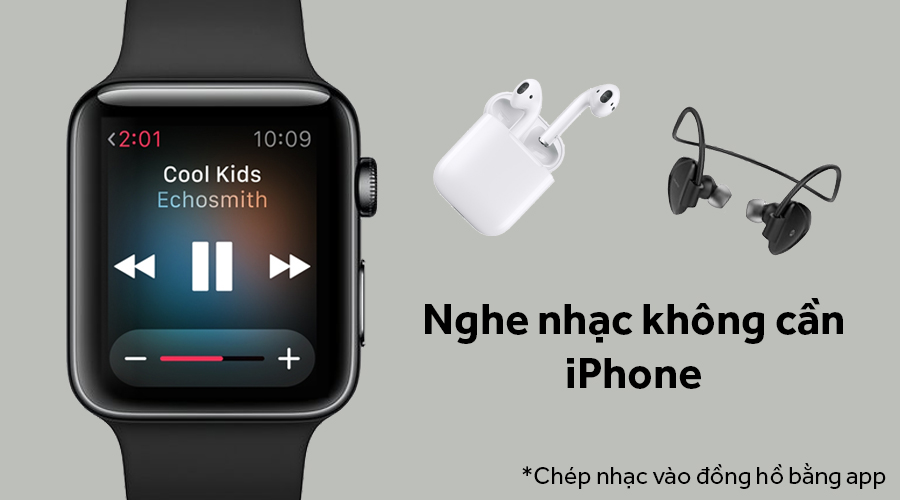 <2:01 10:09
Cool Kids
Echosmith
Nghe nhạc không cần
iPhone
*Chép nhạc vào đồng hồ bằng app